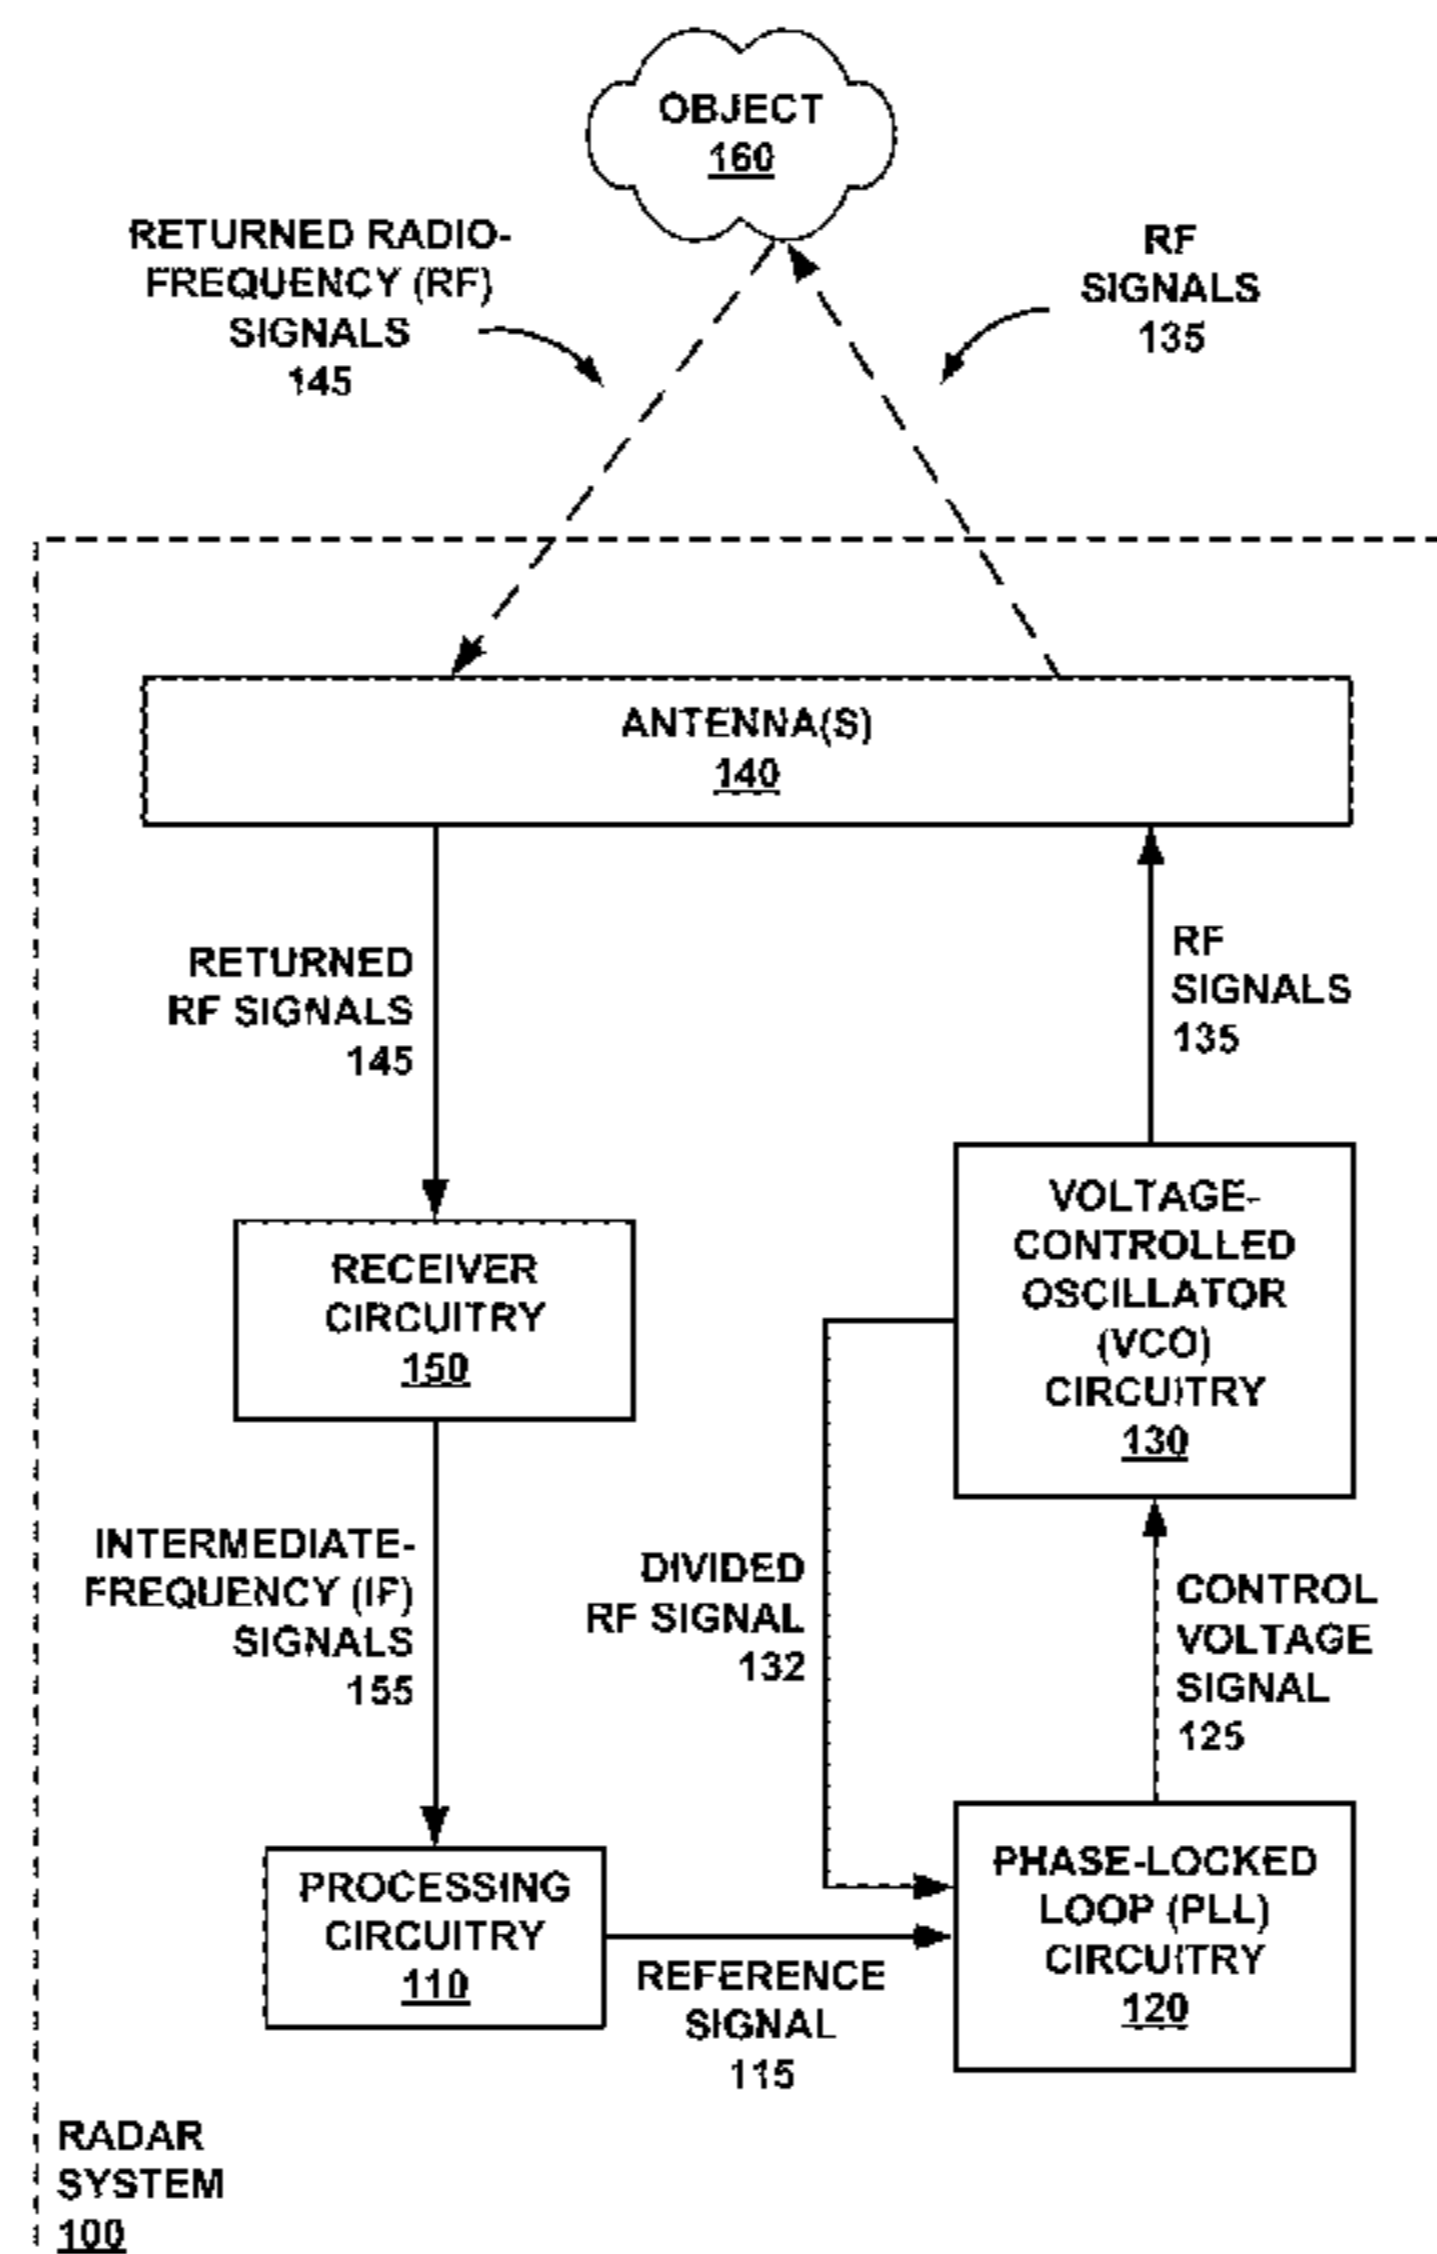 OBJECT
160
RETURNED RADIO-
FREQUENCY (RF)
SIGNALS
145
RF
SIGNALS
135
ANTENNA(S)
140
RETURNED
RF SIGNALS
145
RF
SIGNALS
135
RECEIVER
CIRCUITRY
150
VOLTAGE-
CONTROLLED
OSCILLATOR
(VCO)
CIRCUITRY
130
INTERMEDIATE-
FREQUENCY (IF)
SIGNALS
155
DIVIDED
RF SIGNAL
132
CONTROL
VOLTAGE
SIGNAL
125
PROCESSING
CIRCUITRY
110
REFERENCE
SIGNAL
115
PHASE-LOCKED
LOOP (PLL)
CIRCUITRY
120
RADAR
SYSTEM
100